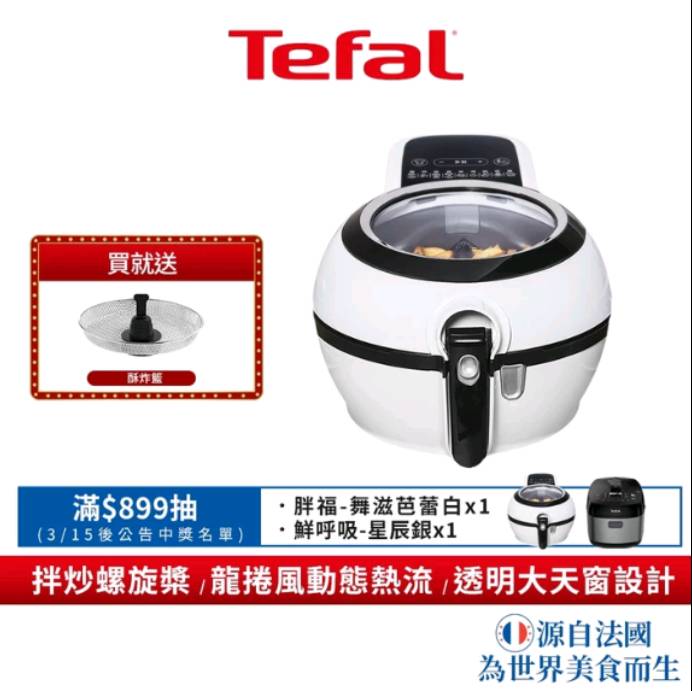 Tefal
買就送
酥炸籃
滿$899抽
(3/15後公告中獎名單)
・胖福-舞滋芭蕾白x1
・鮮呼吸-星辰銀x1
拌炒螺旋槳/龍捲風動態熱流/透明大天窗設計
源自法國
為世界美食而生